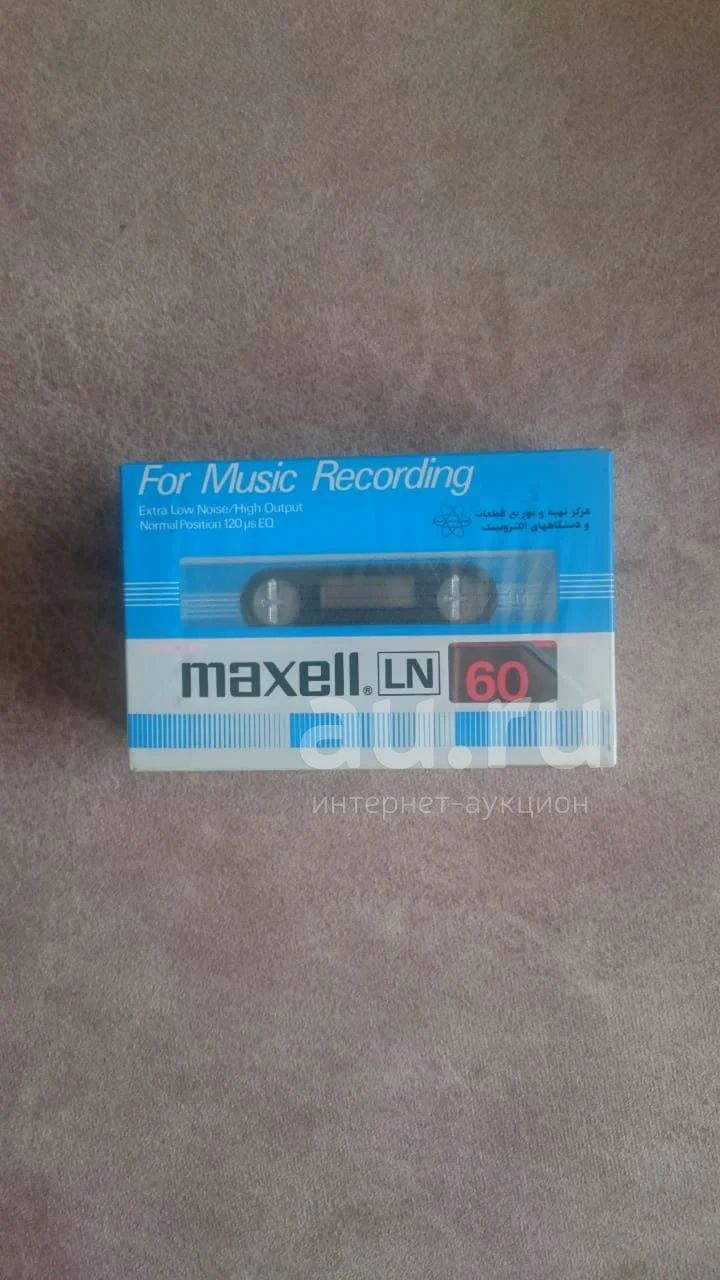 For Music Recording
Extra Low Noise/High Output
Normal Position 120 µs EQ
مرکز تهیه و توزیع قطعات
و دستگاههای الکترونیک
maxell® LN 60
au.ru
интернет-аукцион